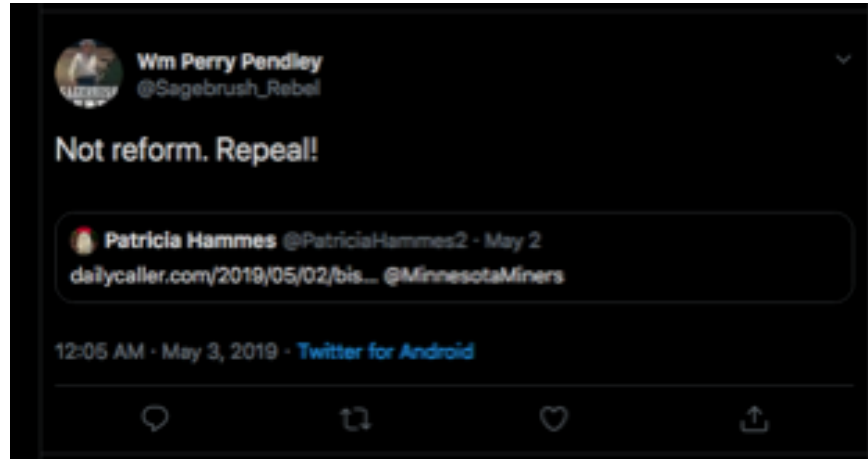 Wm Perry Pendley
@Sagebrush_Rebel
Not reform. Repeal!
Patricia Hammes @PatriciaHammes2 · May 2
dailycaller.com/2019/05/02/bis... @MinnesotaMiners
12:05 AM · May 3, 2019 · Twitter for Android